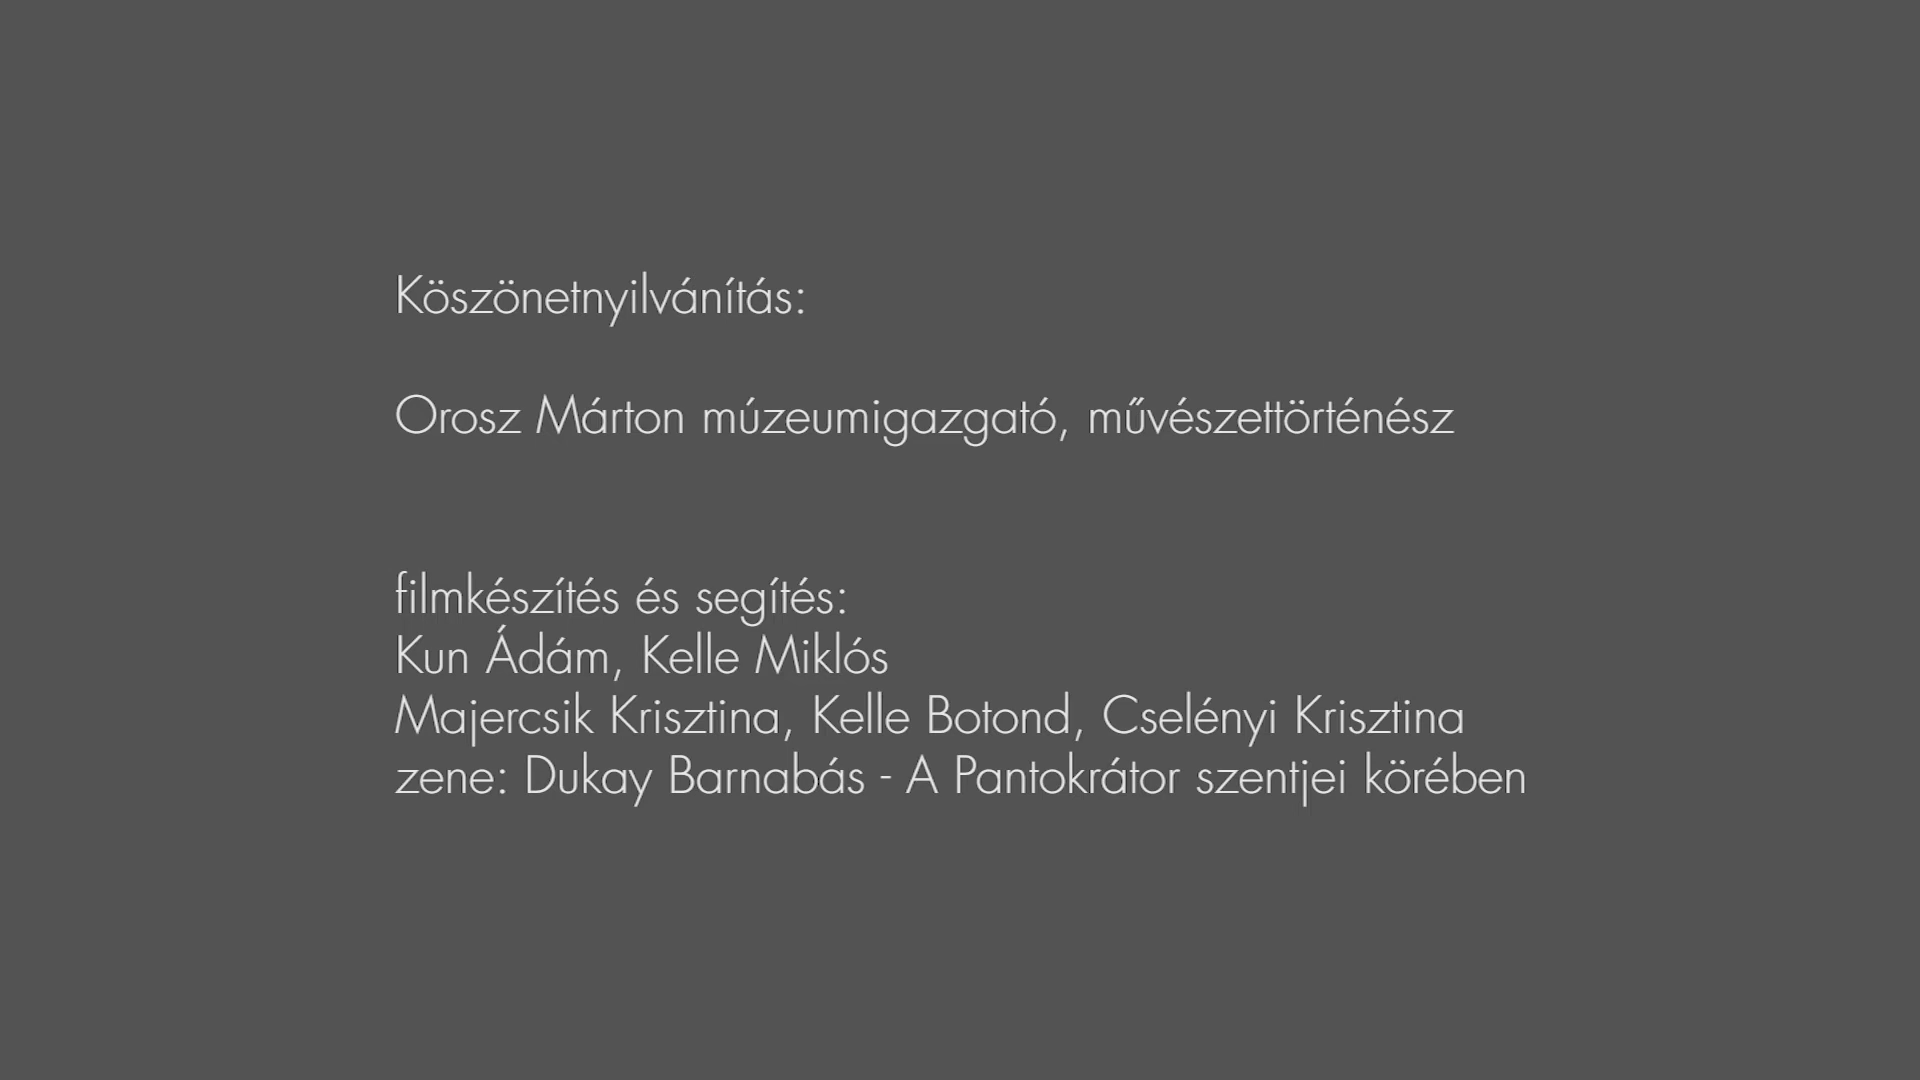 Köszönetnyilvánítás:
Orosz Márton múzeumigazgató, művészettörténész
filmkészítés és segítés:
Kun Ádám, Kelle Miklós
Majercsik Krisztina, Kelle Botond, Cselényi Krisztina
zene: Dukay Barnabás - A Pantokrátor szentjei körében